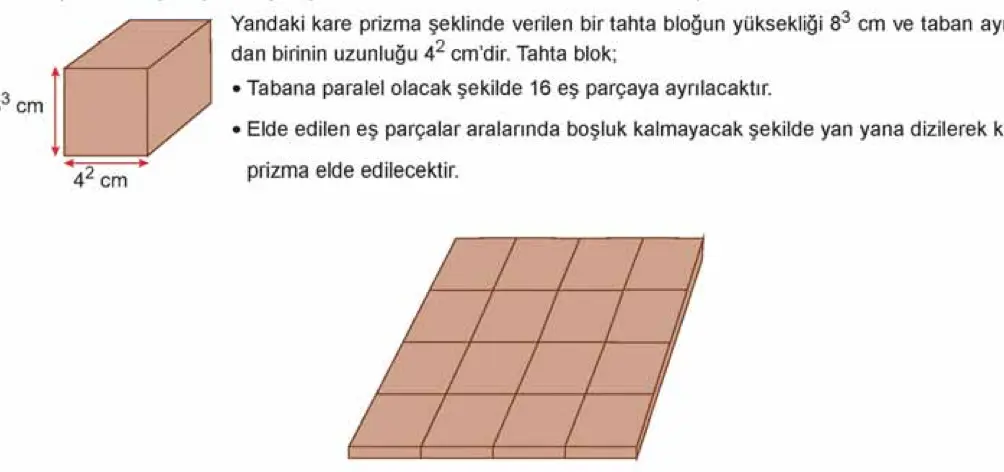 Yandaki kare prizma şeklinde verilen bir tahta bloğun yüksekliği 8³ cm ve taban
dan birinin uzunluğu 4² cm'dir. Tahta blok;
• Tabana paralel olacak şekilde 16 eş parçaya ayrılacaktır.
³ cm
• Elde edilen eş parçalar aralarında boşluk kalmayacak şekilde yan yana dizilerek
prizma elde edilecektir.
4² cm